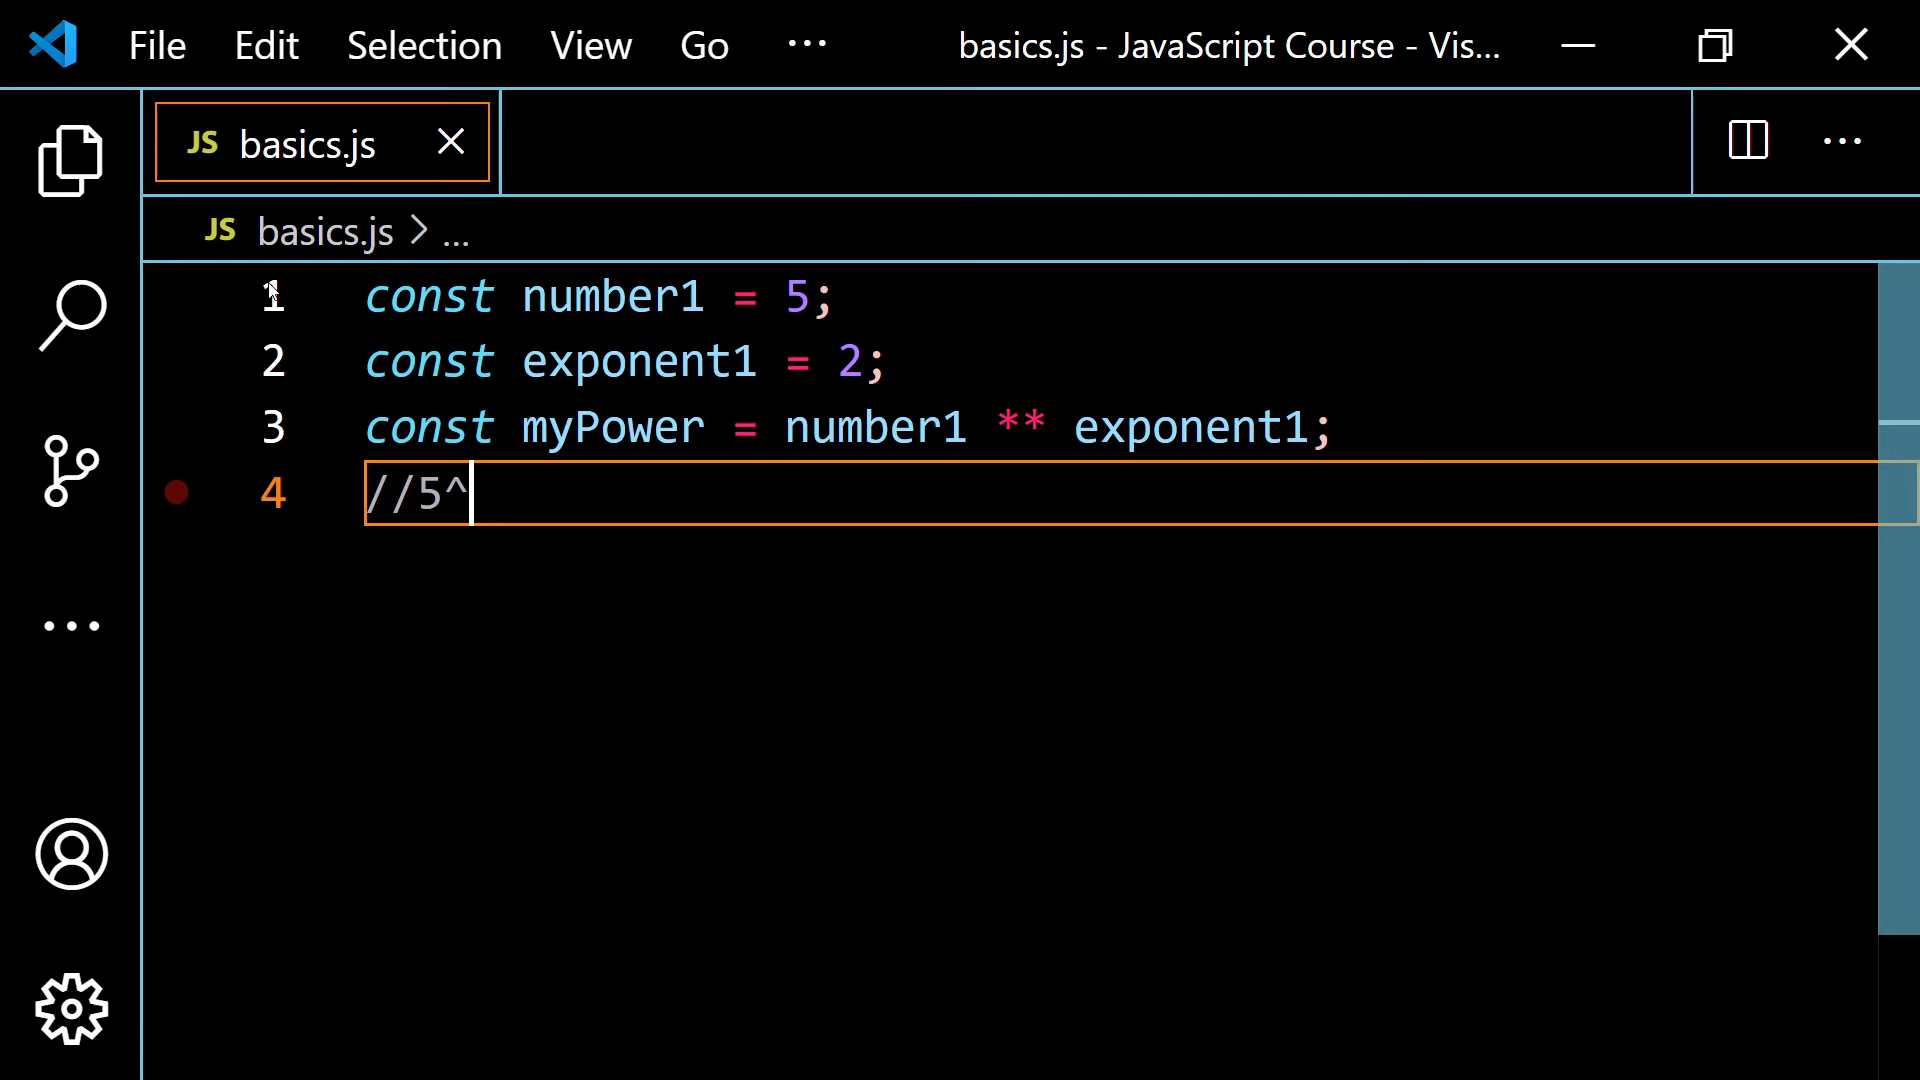 File Edit Selection View Go ··· basics.js - JavaScript Course - Vis...
JS basics.js
JS basics.js > ...
1 const number1 = 5;
2 const exponent1 = 2;
3 const myPower = number1 ** exponent1;
4 //5^